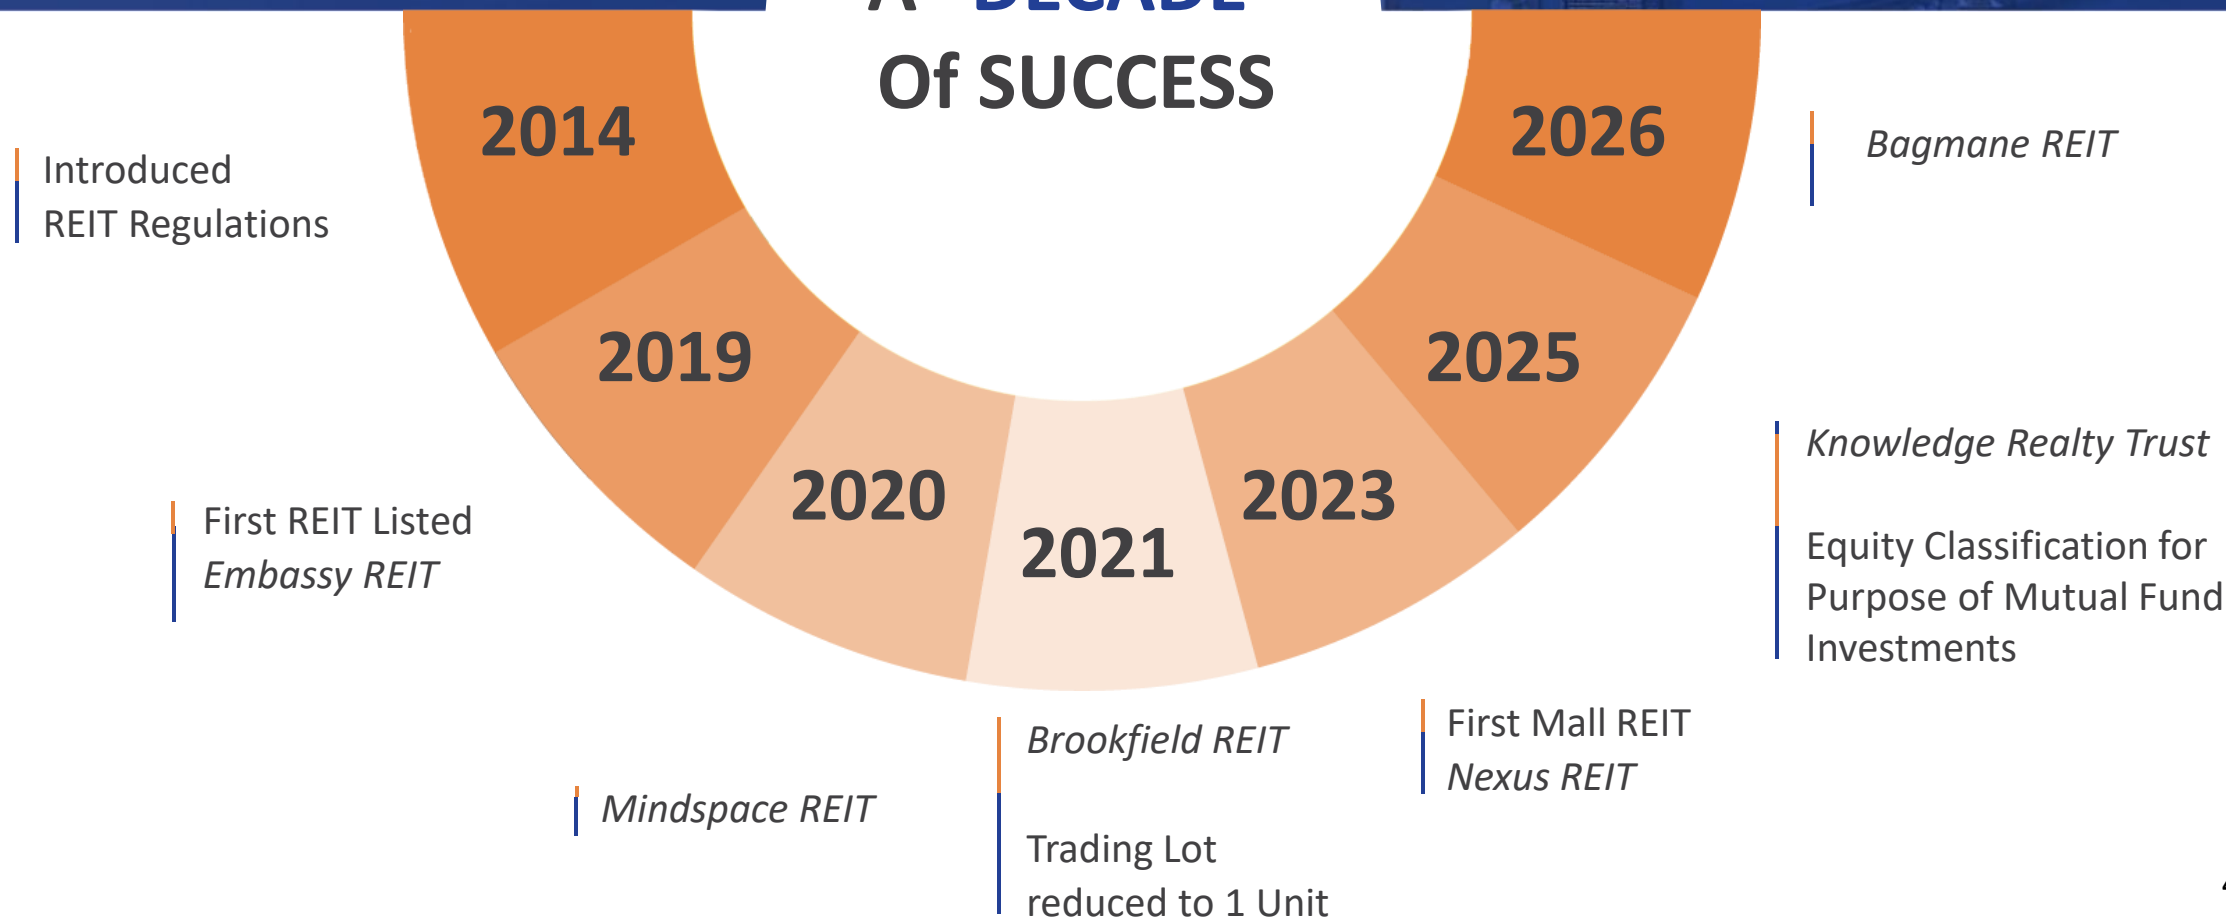 A DECADE
Of SUCCESS
2014
Introduced
REIT Regulations
2019
First REIT Listed
Embassy REIT
2020
Mindspace REIT
2021
Brookfield REIT
Trading Lot
reduced to 1 Unit
2023
First Mall REIT
Nexus REIT
2025
Knowledge Realty Trust
Equity Classification for
Purpose of Mutual Fund
Investments
2026
Bagmane REIT